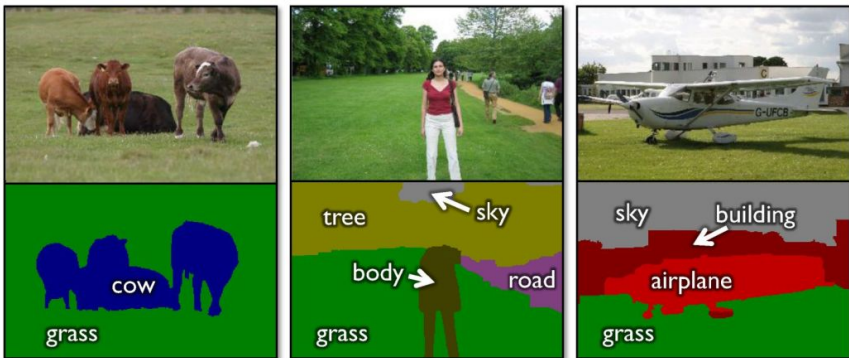 C
G-UFCB
cow
grass
tree
sky
body
road
grass
sky
building
airplane
grass